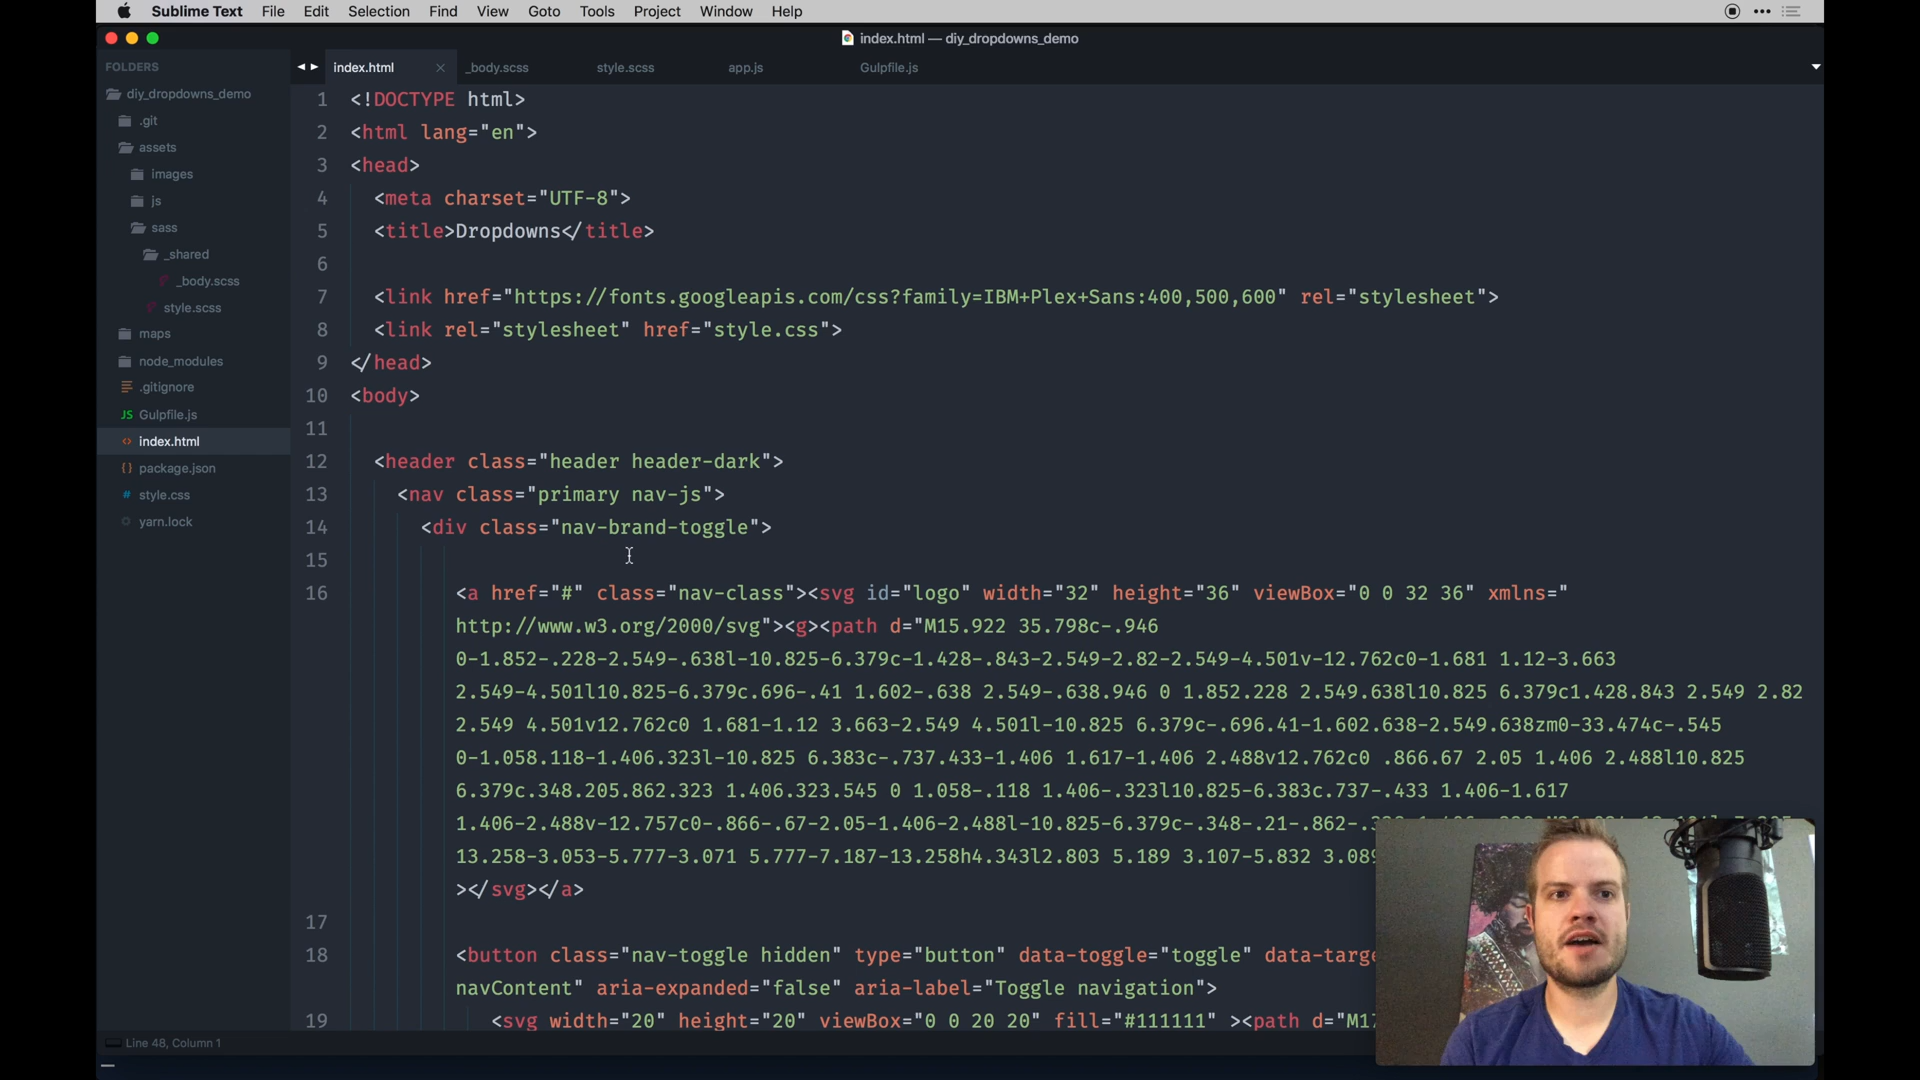 Sublime Text File Edit Selection Find View Goto Tools Project Window Help
index.html — diy_dropdowns_demo
FOLDERS
diy_dropdowns_demo
.git
assets
images
js
sass
_shared
_body.scss
style.scss
maps
node_modules
.gitignore
Gulpfile.js
index.html
package.json
style.css
yarn.lock
index.html _body.scss style.scss app.js Gulpfile.js
1 <!DOCTYPE html>
2 <html lang="en">
3 <head>
4 <meta charset="UTF-8">
5 <title>Dropdowns</title>
6
7 <link href="https://fonts.googleapis.com/css?family=IBM+Plex+Sans:400,500,600" rel="stylesheet">
8 <link rel="stylesheet" href="style.css">
9 </head>
10 <body>
11
12 <header class="header header-dark">
13 <nav class="primary nav-js">
14 <div class="nav-brand-toggle">
15
16 <a href="#" class="nav-class"><svg id="logo" width="32" height="36" viewBox="0 0 32 36" xmlns="
http://www.w3.org/2000/svg"><g><path d="M15.922 35.798c-.946
0-1.852-.228-2.549-.638l-10.825-6.379c-1.428-.843-2.549-2.82-2.549-4.501v-12.762c0-1.681 1.12-3.663
2.549-4.501l10.825-6.379c.696-.41 1.602-.638 2.549-.638.946 0 1.852.228 2.549.638l10.825 6.379c1.428.843 2.549 2.82
2.549 4.501v12.762c0 1.681-1.12 3.663-2.549 4.501l-10.825 6.379c-.696.41-1.602.638-2.549.638zm0-33.474c-.545
0-1.058.118-1.406.323l-10.825 6.383c-.737.433-1.406 1.617-1.406 2.488v12.762c0 .866.67 2.05 1.406 2.488l10.825
6.379c.348.205.862.323 1.406.323.545 0 1.058-.118 1.406-.323l10.825-6.383c.737-.433 1.406-1.617
1.406-2.488v-12.757c0-.866-.67-2.05-1.406-2.488l-10.825-6.379c-.348-.21-.862-
13.258-3.053-5.777-3.071 5.777-7.187-13.258h4.343l2.803 5.189 3.107-5.832
></svg></a>
17
18 <button class="nav-toggle hidden" type="button" data-toggle="toggle"
navContent" aria-expanded="false" aria-label="Toggle navigation">
19 <svg width="20" height="20" viewBox="0 0 20 20" fill="#111111" ><path
Line 48, Column 1